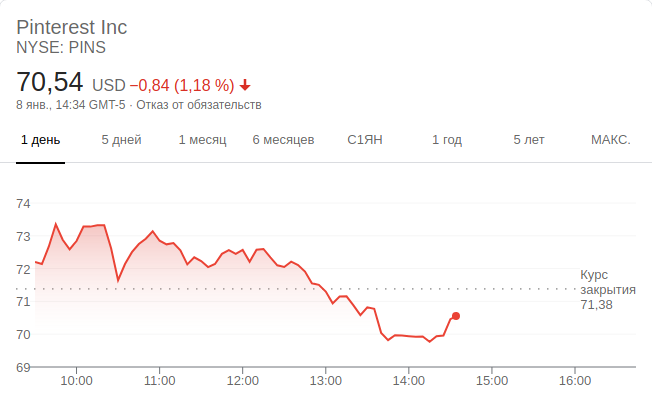 Pinterest Inc
NYSE: PINS
70,54 USD −0,84 (1,18 %)
8 янв., 14:34 GMT-5 · Отказ от обязательств
1 день 5 дней 1 месяц 6 месяцев С1ЯН 1 год 5 лет МАКС.
74
73
72
71
70
69
Курс
закрытия
71,38
10:00 11:00 12:00 13:00 14:00 15:00 16:00